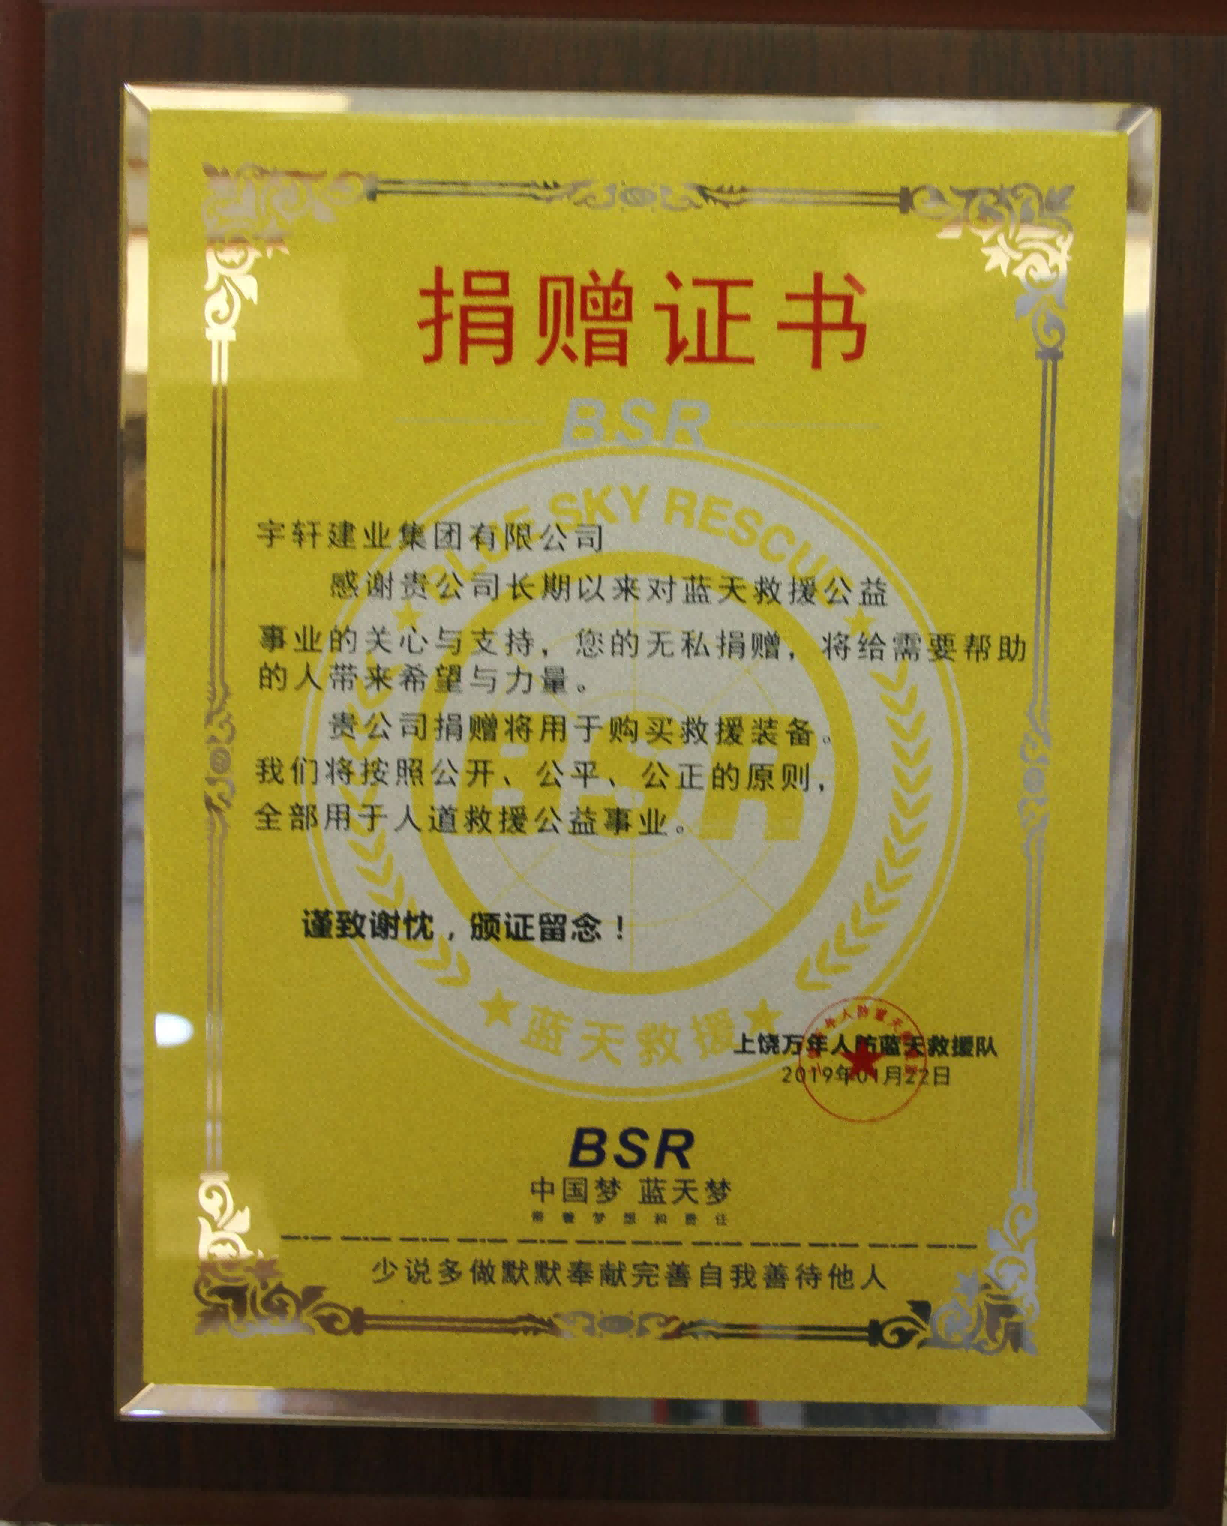 捐赠证书
BSR
BLUE SKY RESCUE
宇轩建业集团有限公司
感谢贵公司长期以来对蓝天救援公益
事业的关心与支持，您的无私捐赠，将给需要帮助
的人带来希望与力量。
贵公司捐赠将用于购买救援装备。
我们将按照公开、公平、公正的原则，
全部用于人道救援公益事业。
BSR
谨致谢忱，颁证留念！
蓝天救援
上饶万年人防蓝天救援队
2019年01月22日
BSR
中国梦 蓝天梦
带着梦想和责任
少说多做默默奉献完善自我善待他人